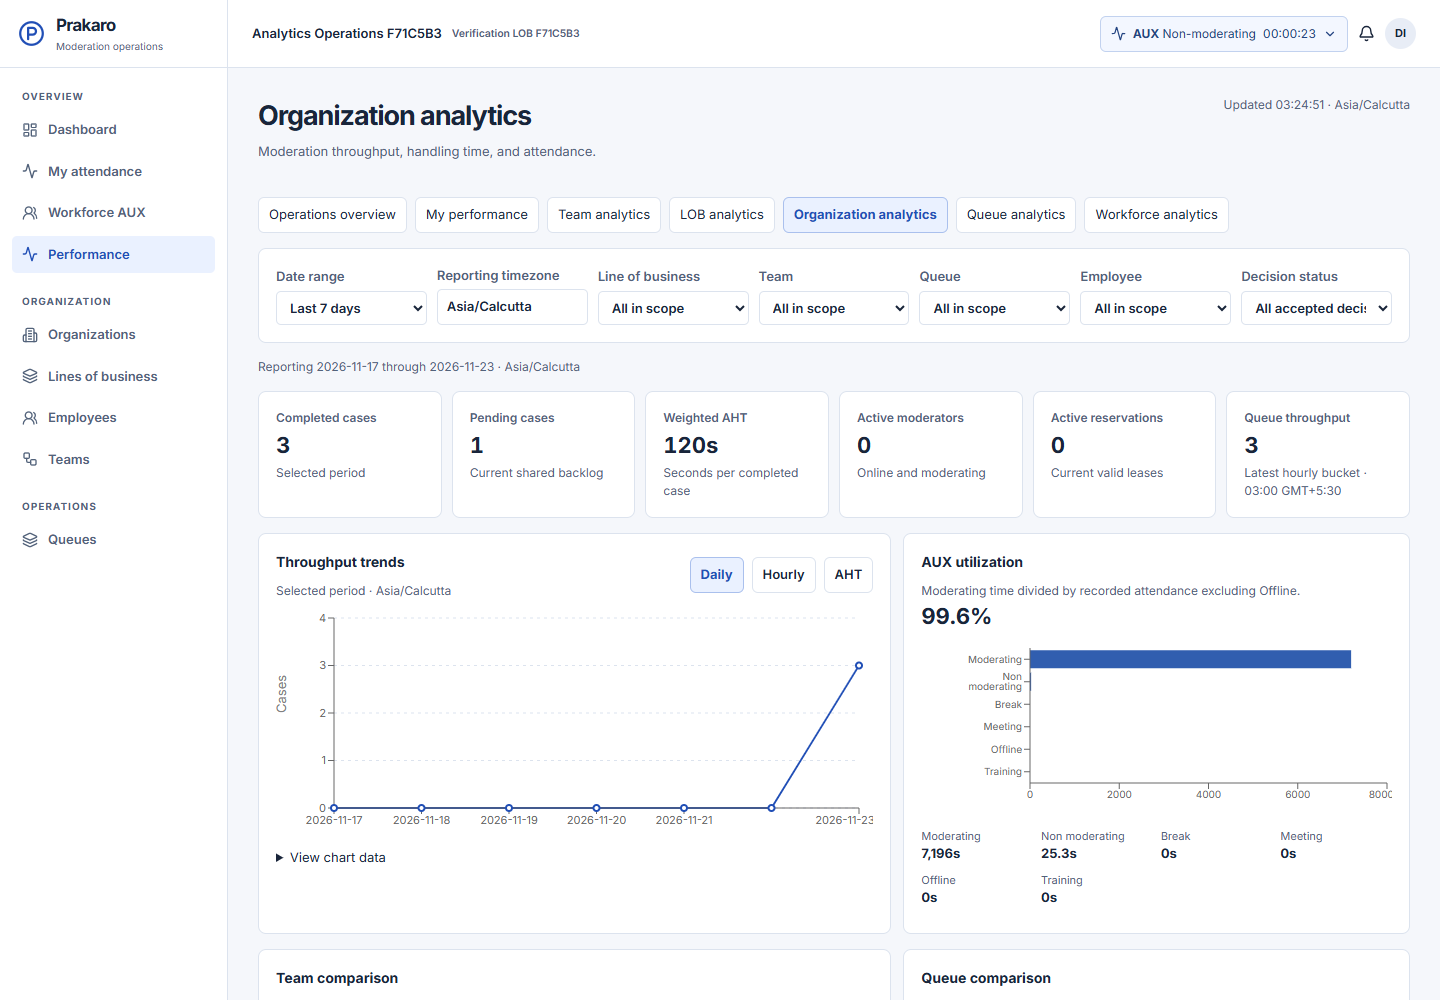 Prakaro
Moderation operations
Analytics Operations F71C5B3
Verification LOB F71C5B3
AUX Non-moderating 00:00:23
DI
OVERVIEW
Dashboard
My attendance
Workforce AUX
Performance
ORGANIZATION
Organizations
Lines of business
Employees
Teams
OPERATIONS
Queues
Organization analytics
Updated 03:24:51 · Asia/Calcutta
Moderation throughput, handling time, and attendance.
Operations overview
My performance
Team analytics
LOB analytics
Organization analytics
Queue analytics
Workforce analytics
Date range
Last 7 days
Reporting timezone
Asia/Calcutta
Line of business
All in scope
Team
All in scope
Queue
All in scope
Employee
All in scope
Decision status
All accepted decis
Reporting 2026-11-17 through 2026-11-23 · Asia/Calcutta
Completed cases
3
Selected period
Pending cases
1
Current shared backlog
Weighted AHT
120s
Seconds per completed
case
Active moderators
0
Online and moderating
Active reservations
0
Current valid leases
Queue throughput
3
Latest hourly bucket ·
03:00 GMT+5:30
Throughput trends
Selected period · Asia/Calcutta
Daily
Hourly
AHT
Cases
4
3
2
1
0
2026-11-17
2026-11-18
2026-11-19
2026-11-20
2026-11-21
2026-11-23
View chart data
AUX utilization
Moderating time divided by recorded attendance excluding Offline.
99.6%
Moderating
Non
moderating
Break
Meeting
Offline
Training
0
2000
4000
6000
8000
Moderating
7,196s
Non moderating
25.3s
Break
0s
Meeting
0s
Offline
0s
Training
0s
Team comparison
Queue comparison